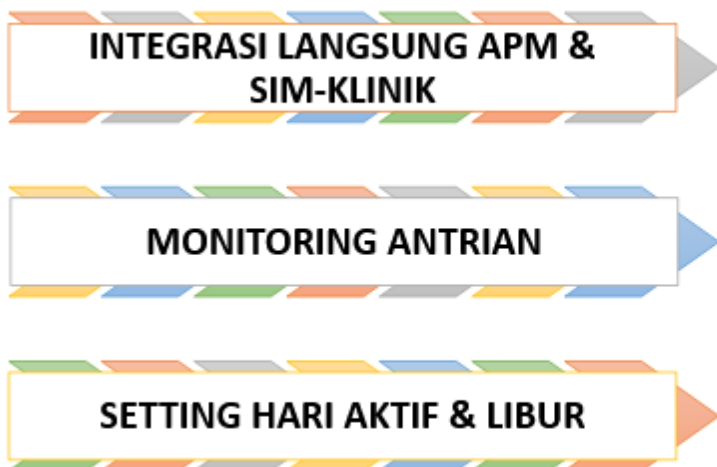 INTEGRASI LANGSUNG APM &
SIM-KLINIK
MONITORING ANTRIAN
SETTING HARI AKTIF & LIBUR